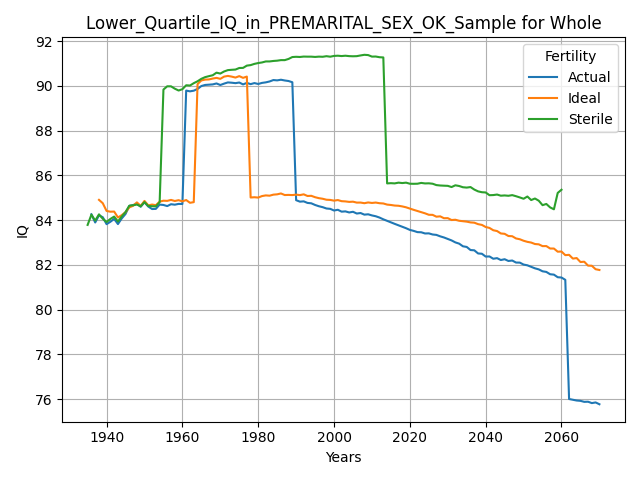 Lower_Quartile_IQ_in_PREMARITAL_SEX_OK_Sample for Whole
Fertility
Actual
Ideal
Sterile
IQ
92
90
88
86
84
82
80
78
76
1940
1960
1980
2000
2020
2040
2060
Years